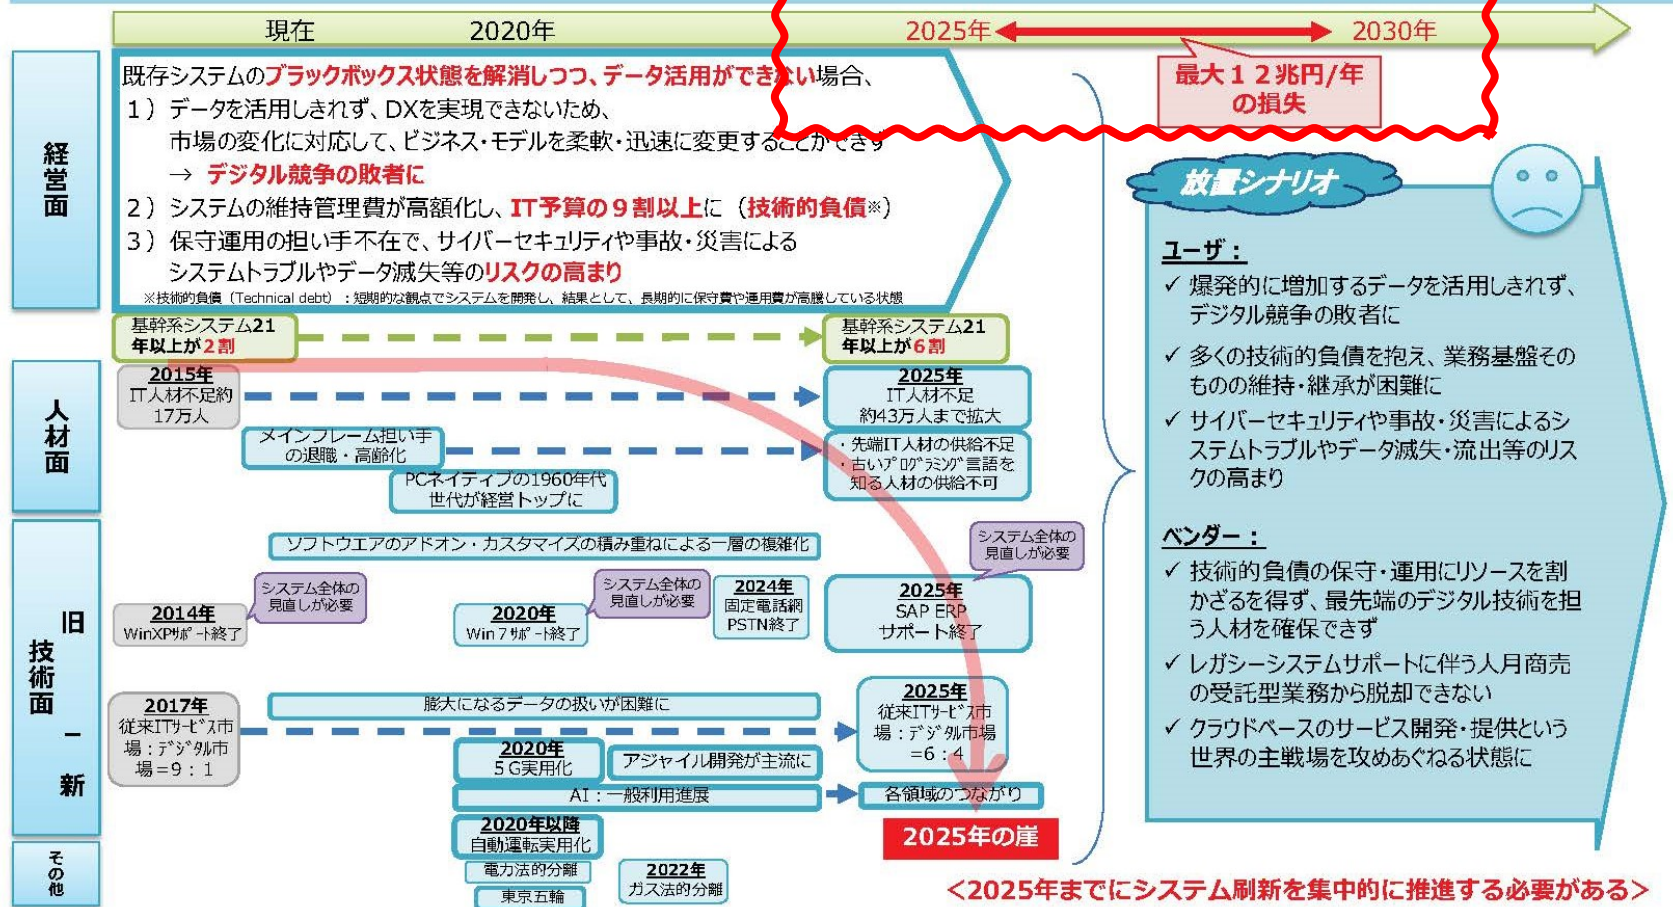 現在
2020年
2025年
2030年
最大12兆円/年
の損失
経営面
既存システムのブラックボックス状態を解消しつつ、データ活用ができない場合、
1）データを活用しきれず、DXを実現できないため、
市場の変化に対応して、ビジネス・モデルを柔軟・迅速に変更することができず
→ デジタル競争の敗者に
2）システムの維持管理費が高額化し、IT予算の9割以上に（技術的負債※）
3）保守運用の担い手不在で、サイバーセキュリティや事故・災害による
システムトラブルやデータ滅失等のリスクの高まり
※技術的負債（Technical debt）：短期的な観点でシステムを開発し、結果として、長期的に保守費や運用費が高騰している状態
基幹系システム21
年以上が2割
基幹系システム21
年以上が6割
人材面
2015年
IT人材不足約
17万人
2025年
IT人材不足
約43万人まで拡大
メインフレーム担い手
の退職・高齢化
・先端IT人材の供給不足
・古いプログラミング言語を
知る人材の供給不可
PCネイティブの1960年代
世代が経営トップに
旧 技術面 － 新
ソフトウエアのアドオン・カスタマイズの積み重ねによる一層の複雑化
システム全体の
見直しが必要
システム全体の
見直しが必要
システム全体の
見直しが必要
2014年
WinXPサポート終了
2020年
Win7サポート終了
2024年
固定電話網
PSTN終了
2025年
SAP ERP
サポート終了
2017年
従来ITサービス市
場：デジタル市
場=9：1
膨大になるデータの扱いが困難に
2025年
従来ITサービス市
場：デジタル市場
=6：4
2020年
5G実用化
アジャイル開発が主流に
AI：一般利用進展
各領域のつながり
2020年以降
自動運転実用化
2025年の崖
その他
電力法的分離
東京五輪
2022年
ガス法的分離
放置シナリオ
ユーザ：
✓ 爆発的に増加するデータを活用しきれず、
デジタル競争の敗者に
✓ 多くの技術的負債を抱え、業務基盤その
ものの維持・継承が困難に
✓ サイバーセキュリティや事故・災害によるシ
ステムトラブルやデータ滅失・流出等のリス
クの高まり
ベンダー：
✓ 技術的負債の保守・運用にリソースを割
かざるを得ず、最先端のデジタル技術を担
う人材を確保できず
✓ レガシーシステムサポートに伴う人月商売
の受託型業務から脱却できない
✓ クラウドベースのサービス開発・提供という
世界の主戦場を攻めあぐねる状態に
<2025年までにシステム刷新を集中的に推進する必要がある>